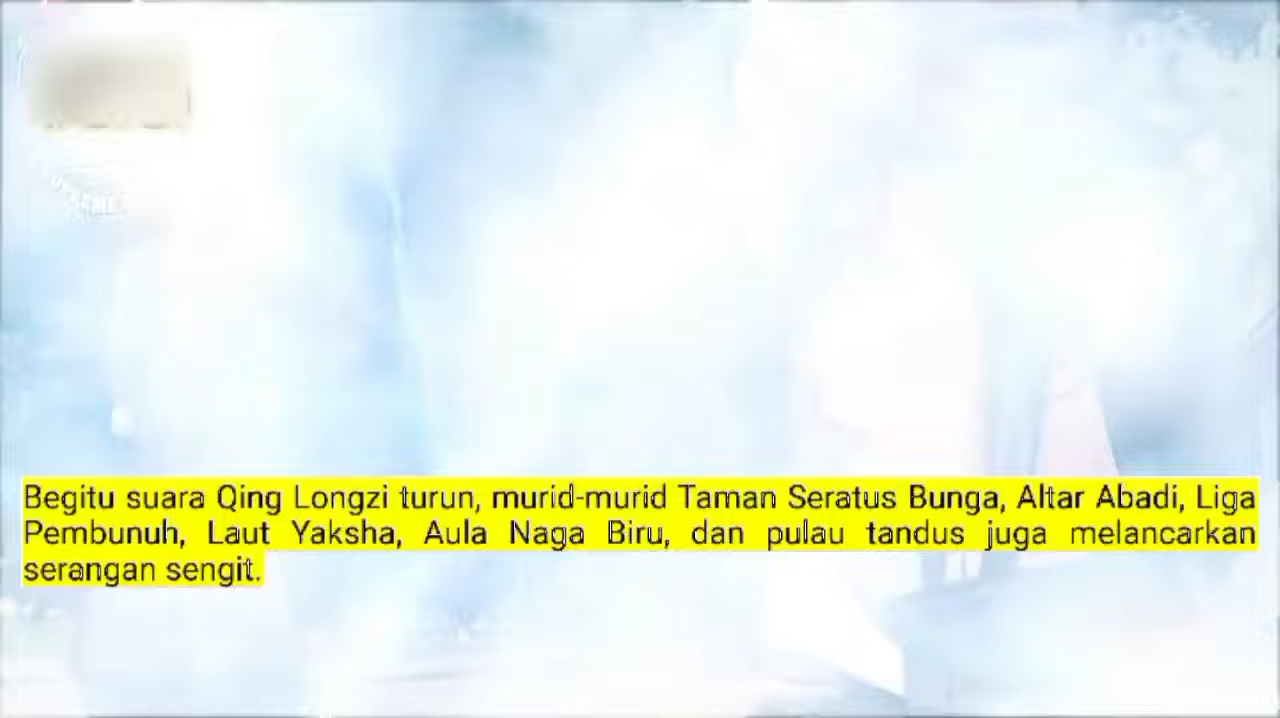 Begitu suara Qing Longzi turun, murid-murid Taman Seratus Bunga, Altar Abadi, Liga
Pembunuh, Laut Yaksha, Aula Naga Biru, dan pulau tandus juga melancarkan
serangan sengit.